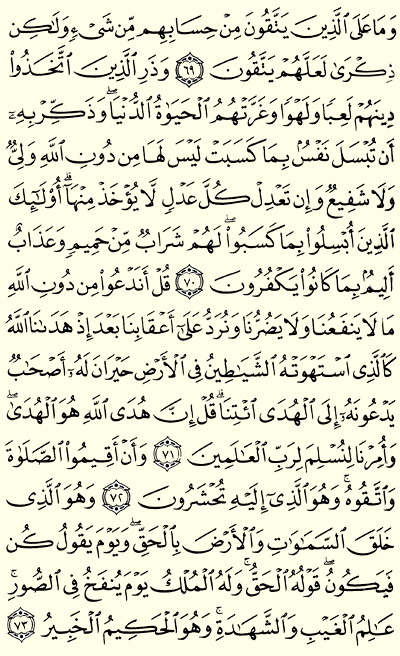 وَمَا عَلَى ٱلَّذِينَ يَتَّقُونَ مِنْ حِسَابِهِم مِّن شَىْءٍ وَلَـٰكِن
ذِكْرَىٰ لَعَلَّهُمْ يَتَّقُونَ ٦٩ وَذَرِ ٱلَّذِينَ ٱتَّخَذُوا۟
دِينَهُمْ لَعِبًا وَلَهْوًا وَغَرَّتْهُمُ ٱلْحَيَوٰةُ ٱلدُّنْيَا ۚ وَذَكِّرْ بِهِۦٓ
أَن تُبْسَلَ نَفْسٌۢ بِمَا كَسَبَتْ لَيْسَ لَهَا مِن دُونِ ٱللَّهِ وَلِىٌّ
وَلَا شَفِيعٌ وَإِن تَعْدِلْ كُلَّ عَدْلٍ لَّا يُؤْخَذْ مِنْهَآ ۗ أُو۟لَـٰٓئِكَ
ٱلَّذِينَ أُبْسِلُوا۟ بِمَا كَسَبُوا۟ ۖ لَهُمْ شَرَابٌ مِّنْ حَمِيمٍ وَعَذَابٌ
أَلِيمٌۢ بِمَا كَانُوا۟ يَكْفُرُونَ ٧٠ قُلْ أَنَدْعُوا۟ مِن دُونِ ٱللَّهِ
مَا لَا يَنفَعُنَا وَلَا يَضُرُّنَا وَنُرَدُّ عَلَىٰٓ أَعْقَابِنَا بَعْدَ إِذْ هَدَىٰنَا ٱللَّهُ
كَٱلَّذِى ٱسْتَهْوَتْهُ ٱلشَّيَـٰطِينُ فِى ٱلْأَرْضِ حَيْرَانَ لَهُۥٓ أَصْحَـٰبٌ
يَدْعُونَهُۥٓ إِلَى ٱلْهُدَى ٱئْتِنَا ۗ قُلْ إِنَّ هُدَى ٱللَّهِ هُوَ ٱلْهُدَىٰ ۖ
وَأُمِرْنَا لِنُسْلِمَ لِرَبِّ ٱلْعَـٰلَمِينَ ٧١ وَأَنْ أَقِيمُوا۟ ٱلصَّلَوٰةَ
وَٱتَّقُوهُ ۚ وَهُوَ ٱلَّذِىٓ إِلَيْهِ تُحْشَرُونَ ٧٢ وَهُوَ ٱلَّذِى
خَلَقَ ٱلسَّمَـٰوَٰتِ وَٱلْأَرْضَ بِٱلْحَقِّ ۖ وَيَوْمَ يَقُولُ كُن
فَيَكُونُ ۚ قَوْلُهُ ٱلْحَقُّ ۚ وَلَهُ ٱلْمُلْكُ يَوْمَ يُنفَخُ فِى ٱلصُّورِ ۚ
عَـٰلِمُ ٱلْغَيْبِ وَٱلشَّهَـٰدَةِ ۚ وَهُوَ ٱلْحَكِيمُ ٱلْخَبِيرُ ٧٣